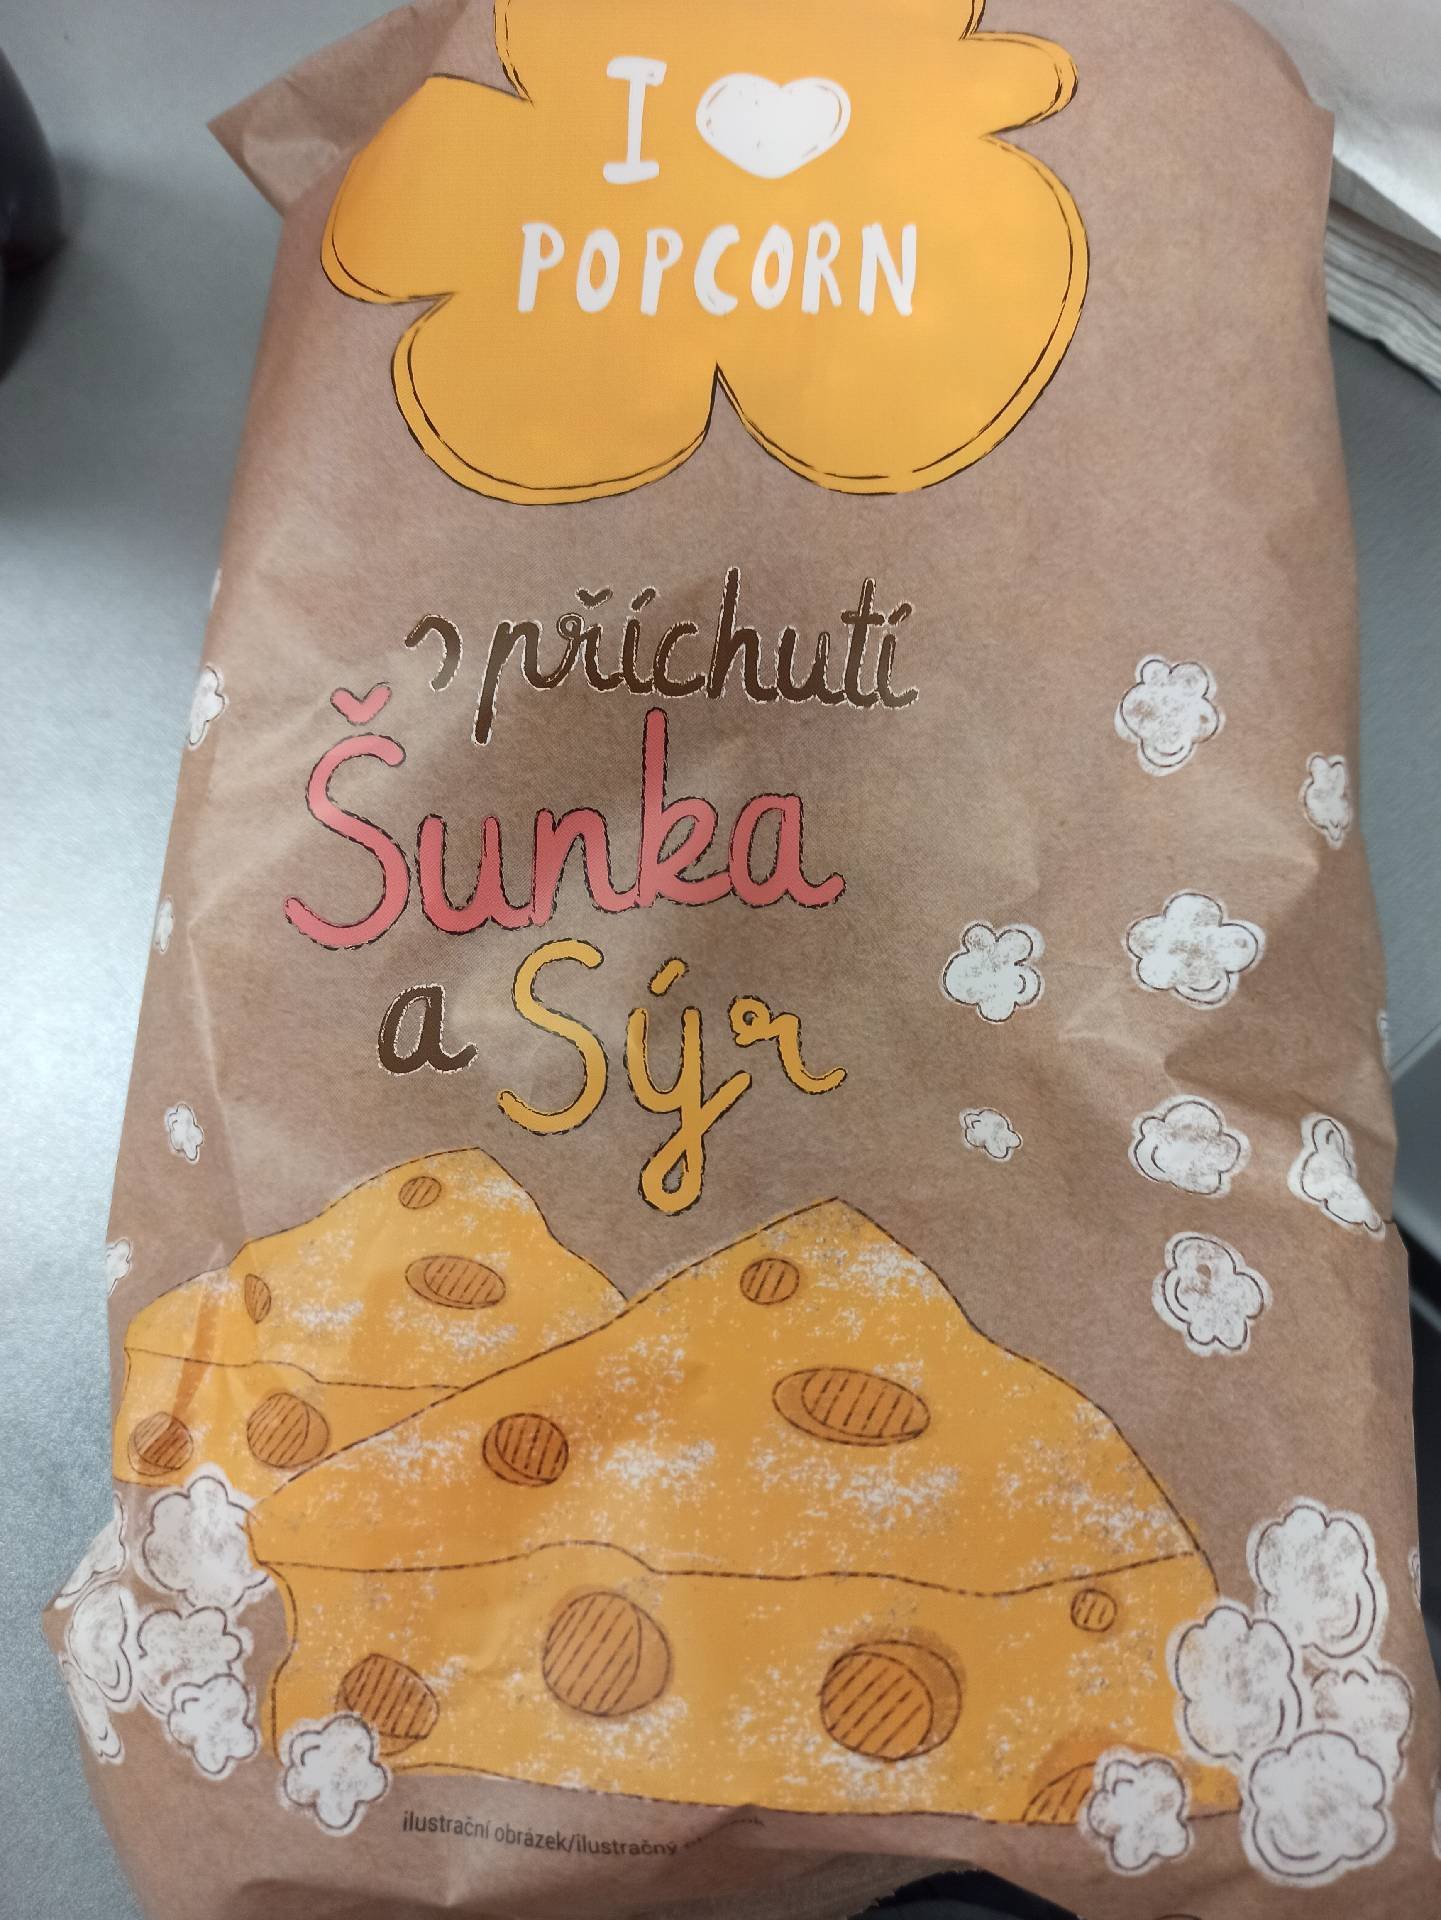 I ♥
POPCORN
s příchutí
Šunka
a Sýr
ilustrační obrázek/ilustračný